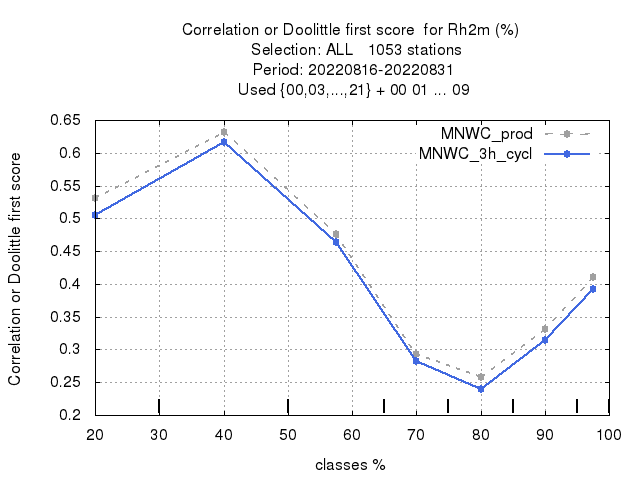 Correlation or Doolittle first score  for Rh2m (%)
Selection: ALL   1053 stations
Period: 20220816-20220831
Used {00,03,...,21} + 00 01 ... 09
MNWC_prod
MNWC_3h_cycl
Correlation or Doolittle first score
0.65
0.6
0.55
0.5
0.45
0.4
0.35
0.3
0.25
0.2
20 30 40 50 60 70 80 90 100
classes %